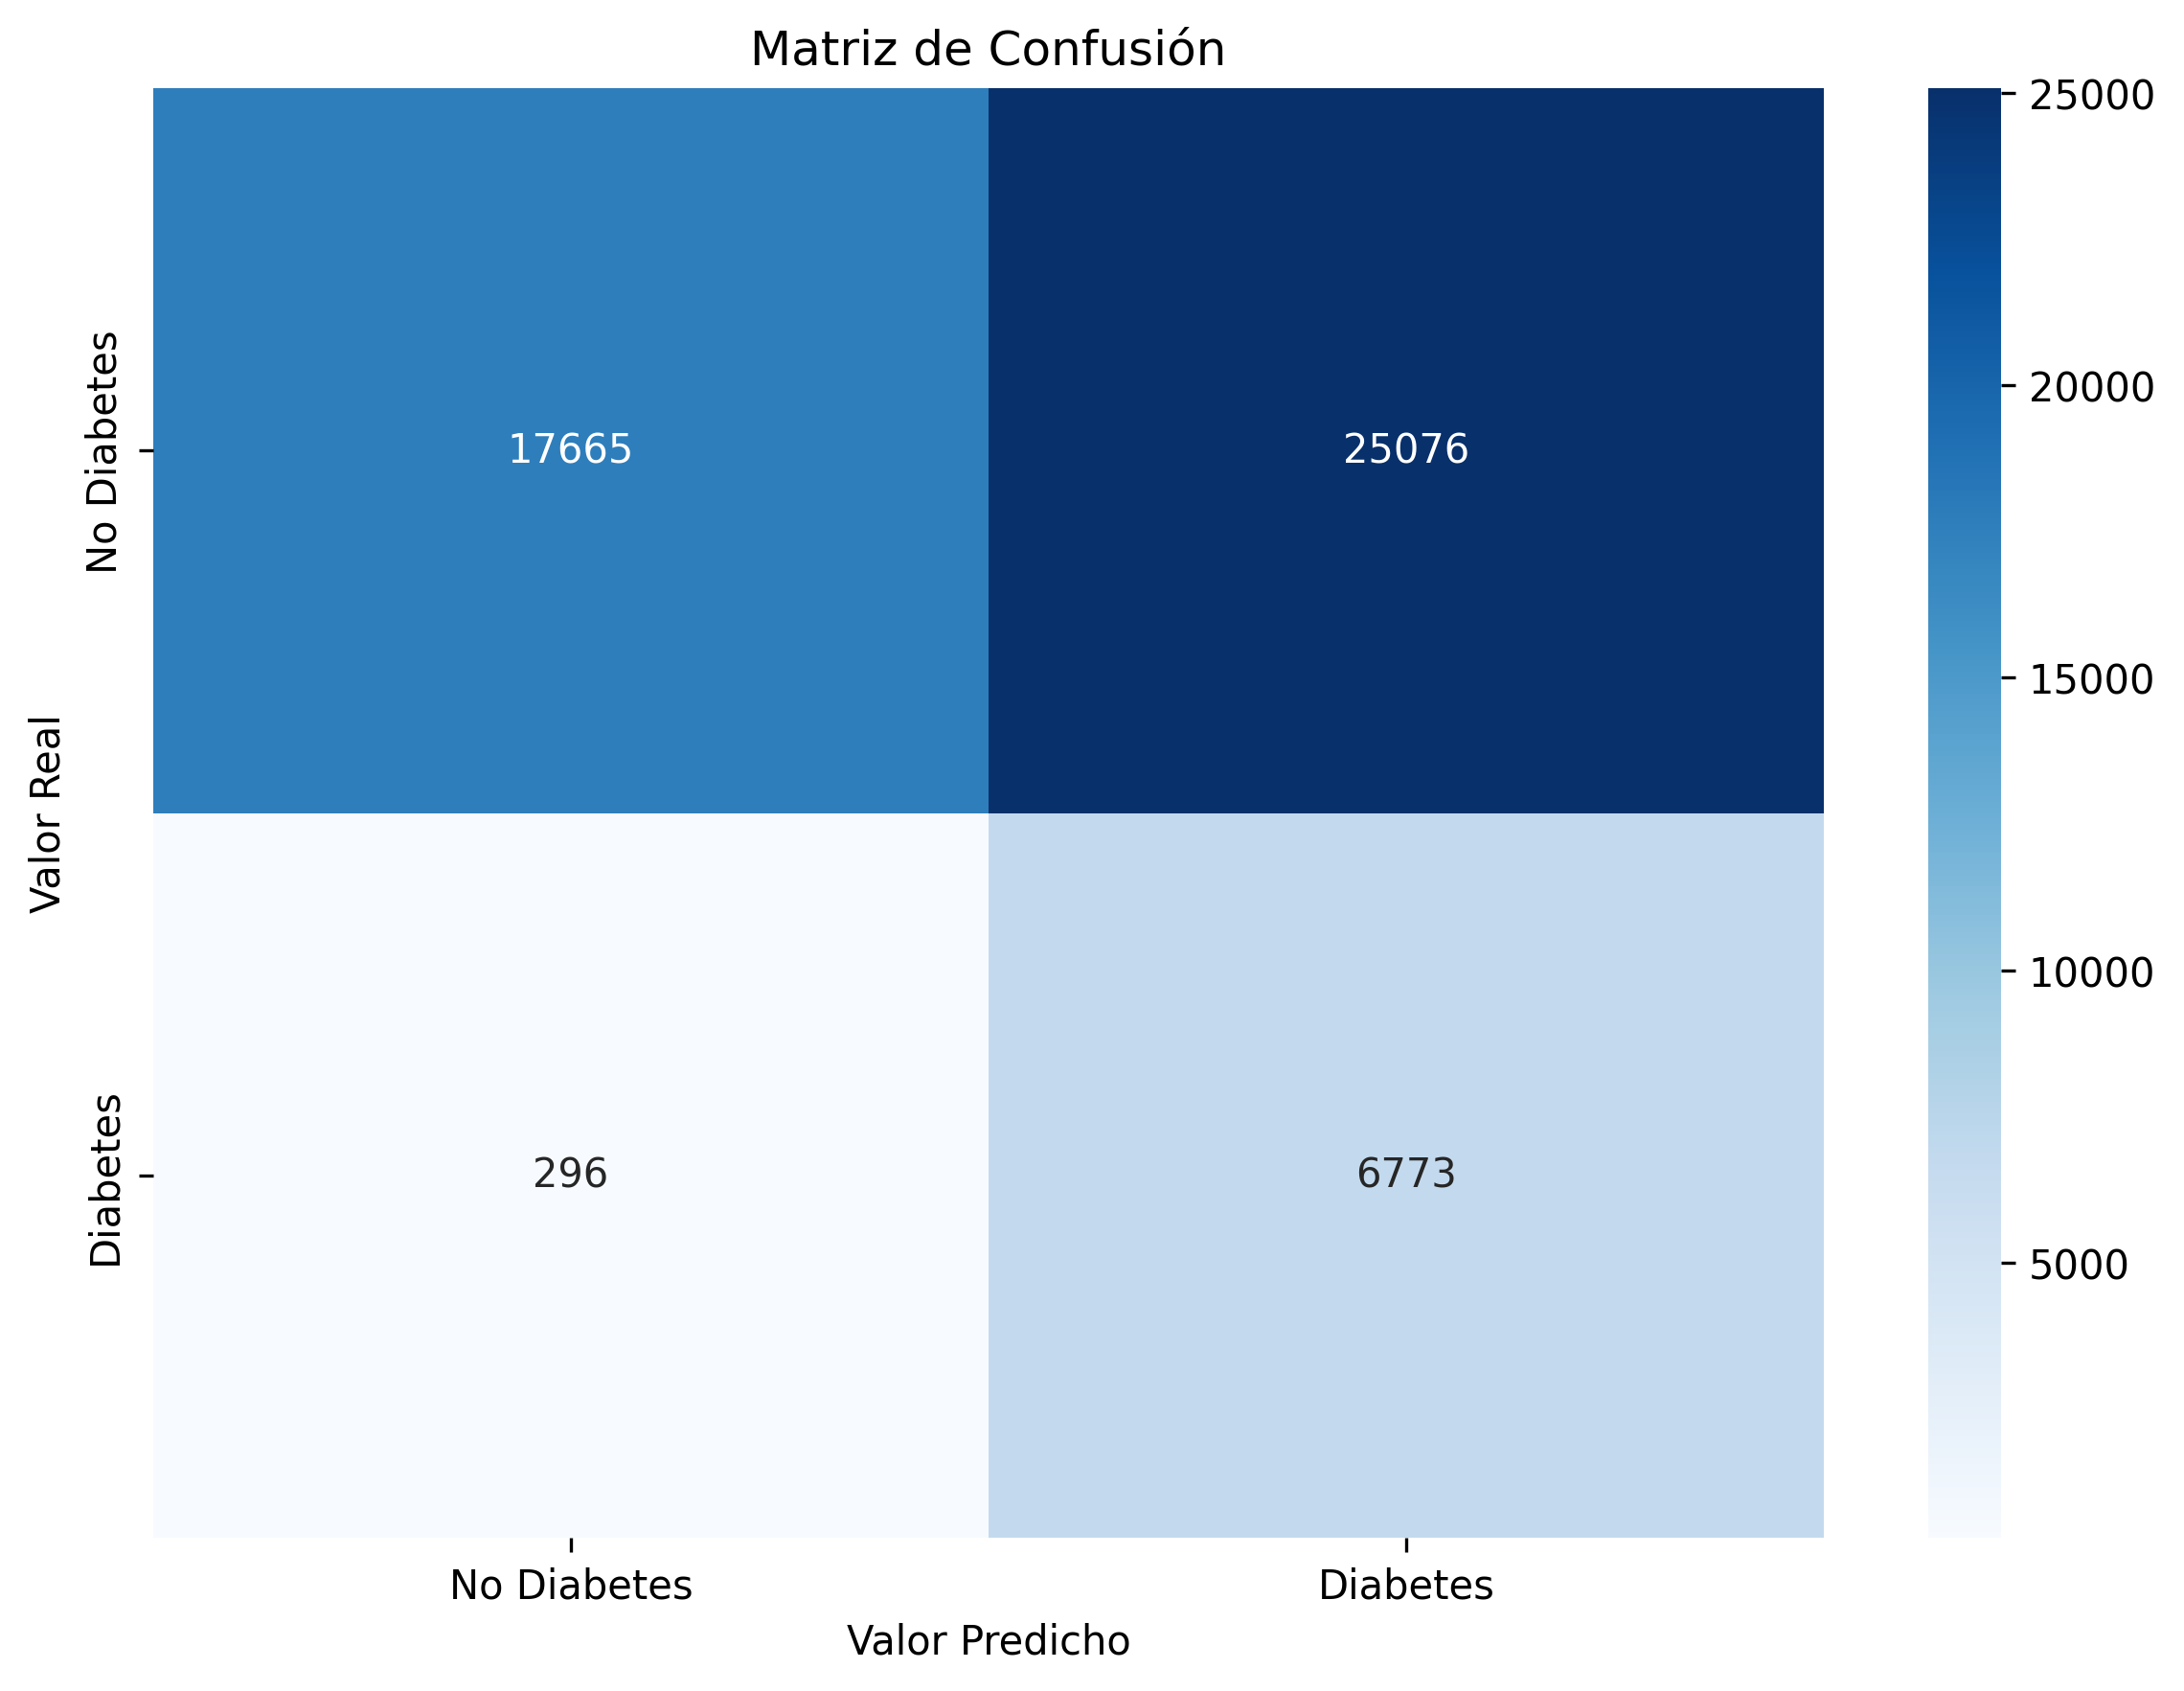 Matriz de Confusión
Valor Real
No Diabetes
17665
25076
Diabetes
296
6773
No Diabetes
Diabetes
Valor Predicho
25000
20000
15000
10000
5000